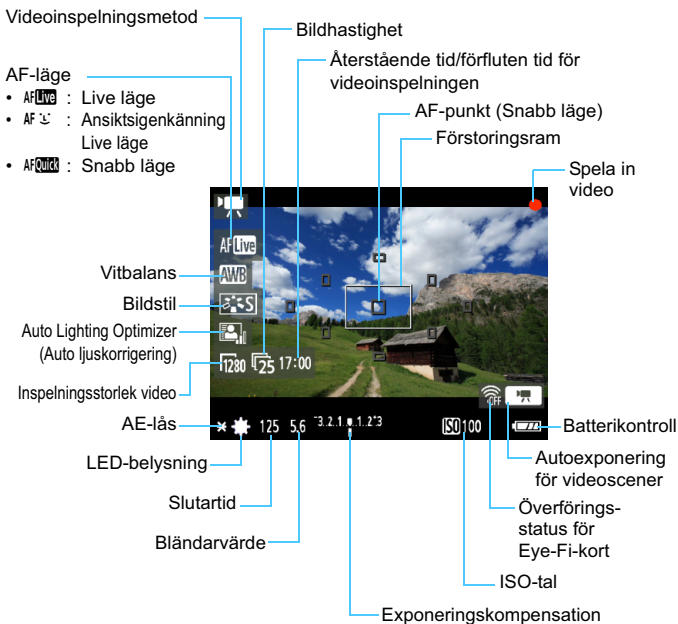 Videoinspelningsmetod
Bildhastighet
Återstående tid/förfluten tid för
videoinspelningen
AF-läge
• AF Live : Live läge
• AF : Ansiktsigenkänning
Live läge
• AF Quick : Snabb läge
AF-punkt (Snabb läge)
Förstoringsram
Spela in
video
AF Live
Vitbalans
AWB
Bildstil
S
Auto Lighting Optimizer
(Auto ljuskorrigering)
1280 25 17:00
Inspelningsstorlek video
OFF
AE-lås
125 5.6 -3..2..1..0..1..2..+3 ISO 100
Batterikontroll
LED-belysning
Autoexponering
för videoscener
Slutartid
Överförings-
status för
Eye-Fi-kort
Bländarvärde
ISO-tal
Exponeringskompensation